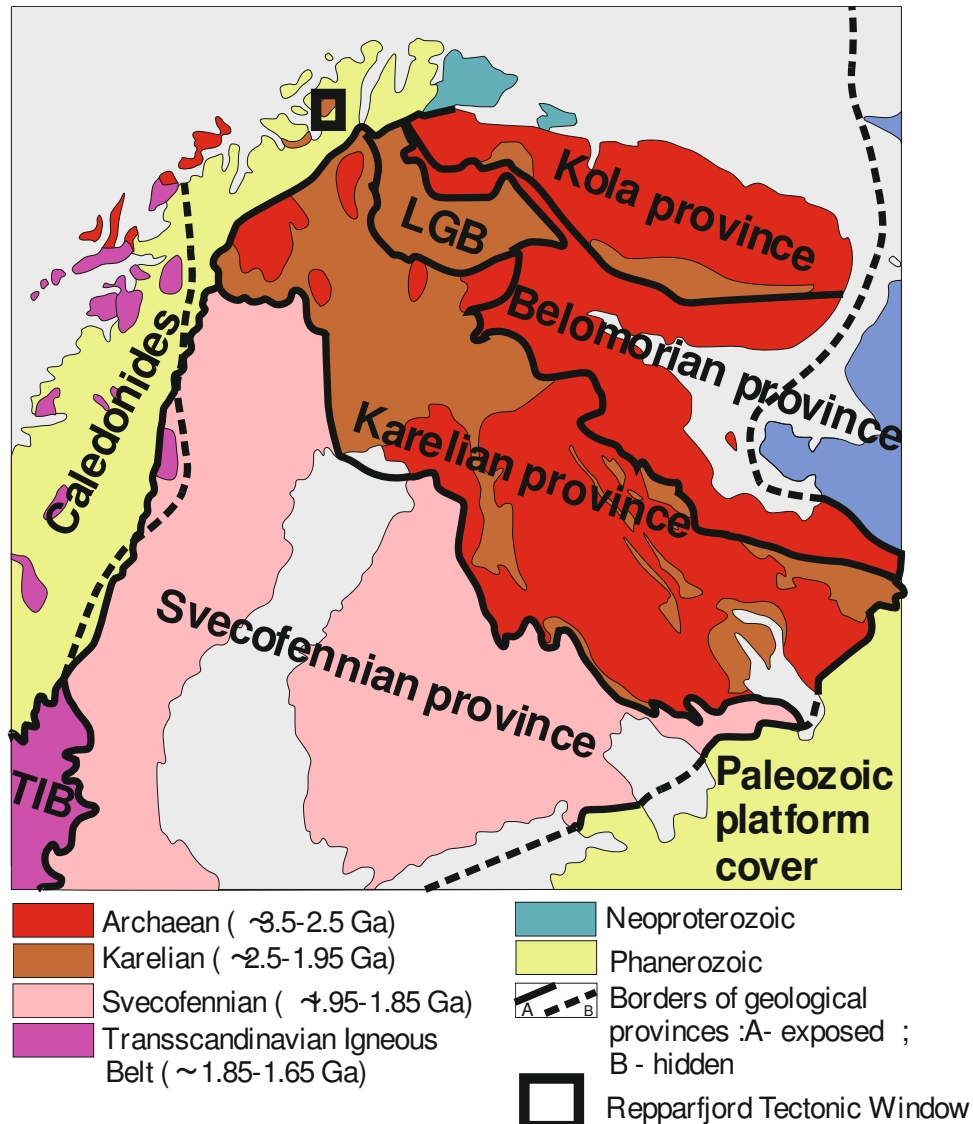 Kola province
LGB
Belomorian province
Caledonides
Karelian province
Svecofennian province
TIB
Paleozoic
platform
cover
Archaean ( ~3.5-2.5 Ga)
Karelian ( ~2.5-1.95 Ga)
Svecofennian ( ~1.95-1.85 Ga)
Transscandinavian Igneous
Belt ( ~ 1.85-1.65 Ga)
Neoproterozoic
Phanerozoic
A B
Borders of geological
provinces :A- exposed ;
B - hidden
Repparfjord Tectonic Window